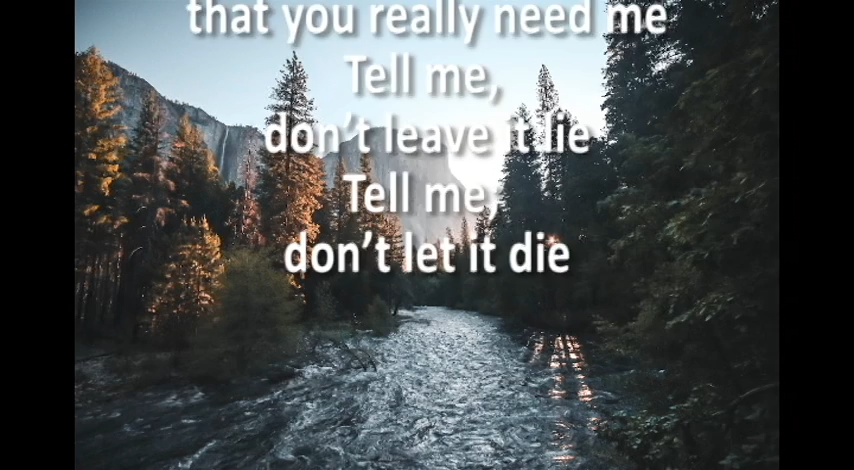 that you really need me
Tell me,
don't leave it lie
Tell me,
don't let it die